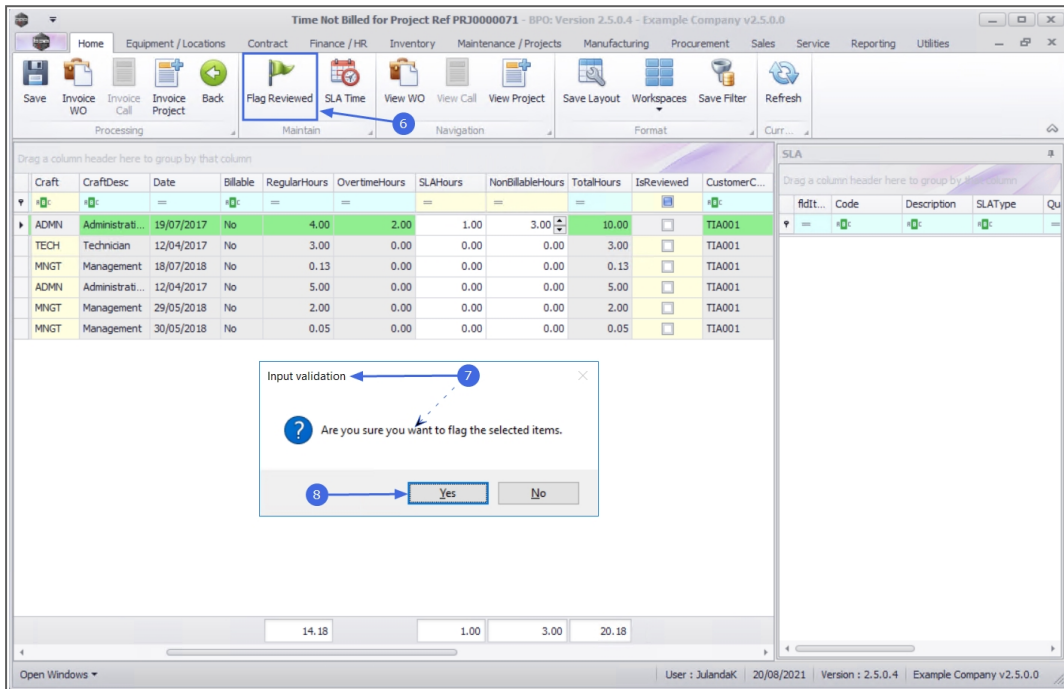 Time Not Billed for Project Ref PRJ0000071 - BPO: Version 2.5.0.4 - Example Company v2.5.0.0
Home Equipment / Locations Contract Finance / HR Inventory Maintenance / Projects Manufacturing Procurement Sales Service Reporting Utilities
Save Invoice WO Invoice Call Invoice Project Back Flag Reviewed SLA Time View WO View Call View Project Save Layout Workspaces Save Filter Refresh
6
Processing Maintain Navigation Format Curr...
Drag a column header here to group by that column
Craft CraftDesc Date Billable RegularHours OvertimeHours SLAHours NonBillableHours TotalHours IsReviewed CustomerC...
ADMN Administrati... 19/07/2017 No 4.00 2.00 1.00 3.00 10.00 TIA001
TECH Technician 12/04/2017 No 3.00 0.00 0.00 0.00 3.00 TIA001
MNGT Management 18/07/2018 No 0.13 0.00 0.00 0.00 0.13 TIA001
ADMN Administrati... 12/04/2017 No 5.00 0.00 0.00 0.00 5.00 TIA001
MNGT Management 29/05/2018 No 2.00 0.00 0.00 0.00 2.00 TIA001
MNGT Management 30/05/2018 No 0.05 0.00 0.00 0.00 0.05 TIA001
SLA
Drag a column header here to group by that column
fldIt... Code Description SLAType Qu
Input validation
7
Are you sure you want to flag the selected items.
8
Yes No
14.18 1.00 3.00 20.18
Open Windows User : JulandaK 20/08/2021 Version : 2.5.0.4 Example Company v2.5.0.0